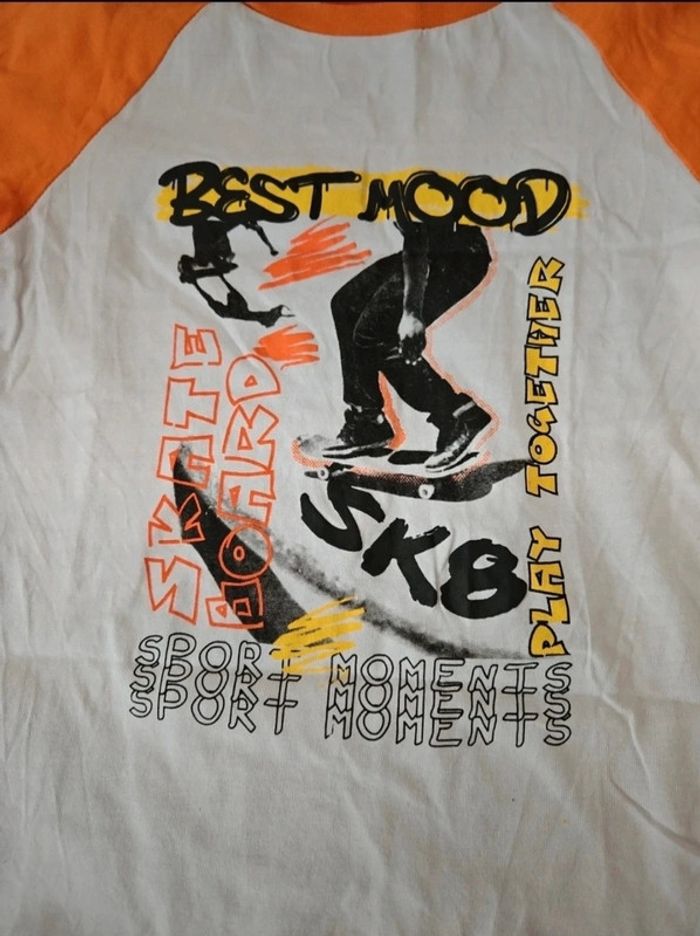 BEST MOOD
SKATE
BOARD
PLAY TOGETHER
SK8
SPORT MOMENTS
SPORT MOMENTS
SPORT MOMENTS